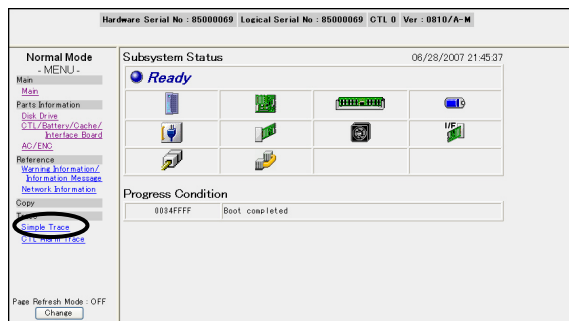 Hardware Serial No : 85000069 Logical Serial No : 85000069 CTL 0 Ver : 0810/A-M
Normal Mode
- MENU -
Main
Main
Parts Information
Disk Drive
CTL/Battery/Cache/
Interface Board
AC/ENC
Reference
Warning Information/
Information Message
Network Information
Copy
Trace
Simple Trace
CTL Alarm Trace
Page Refresh Mode : OFF
Change
Subsystem Status
06/28/2007 21:45:37
Ready
I/F
Progress Condition
0034FFFF Boot completed